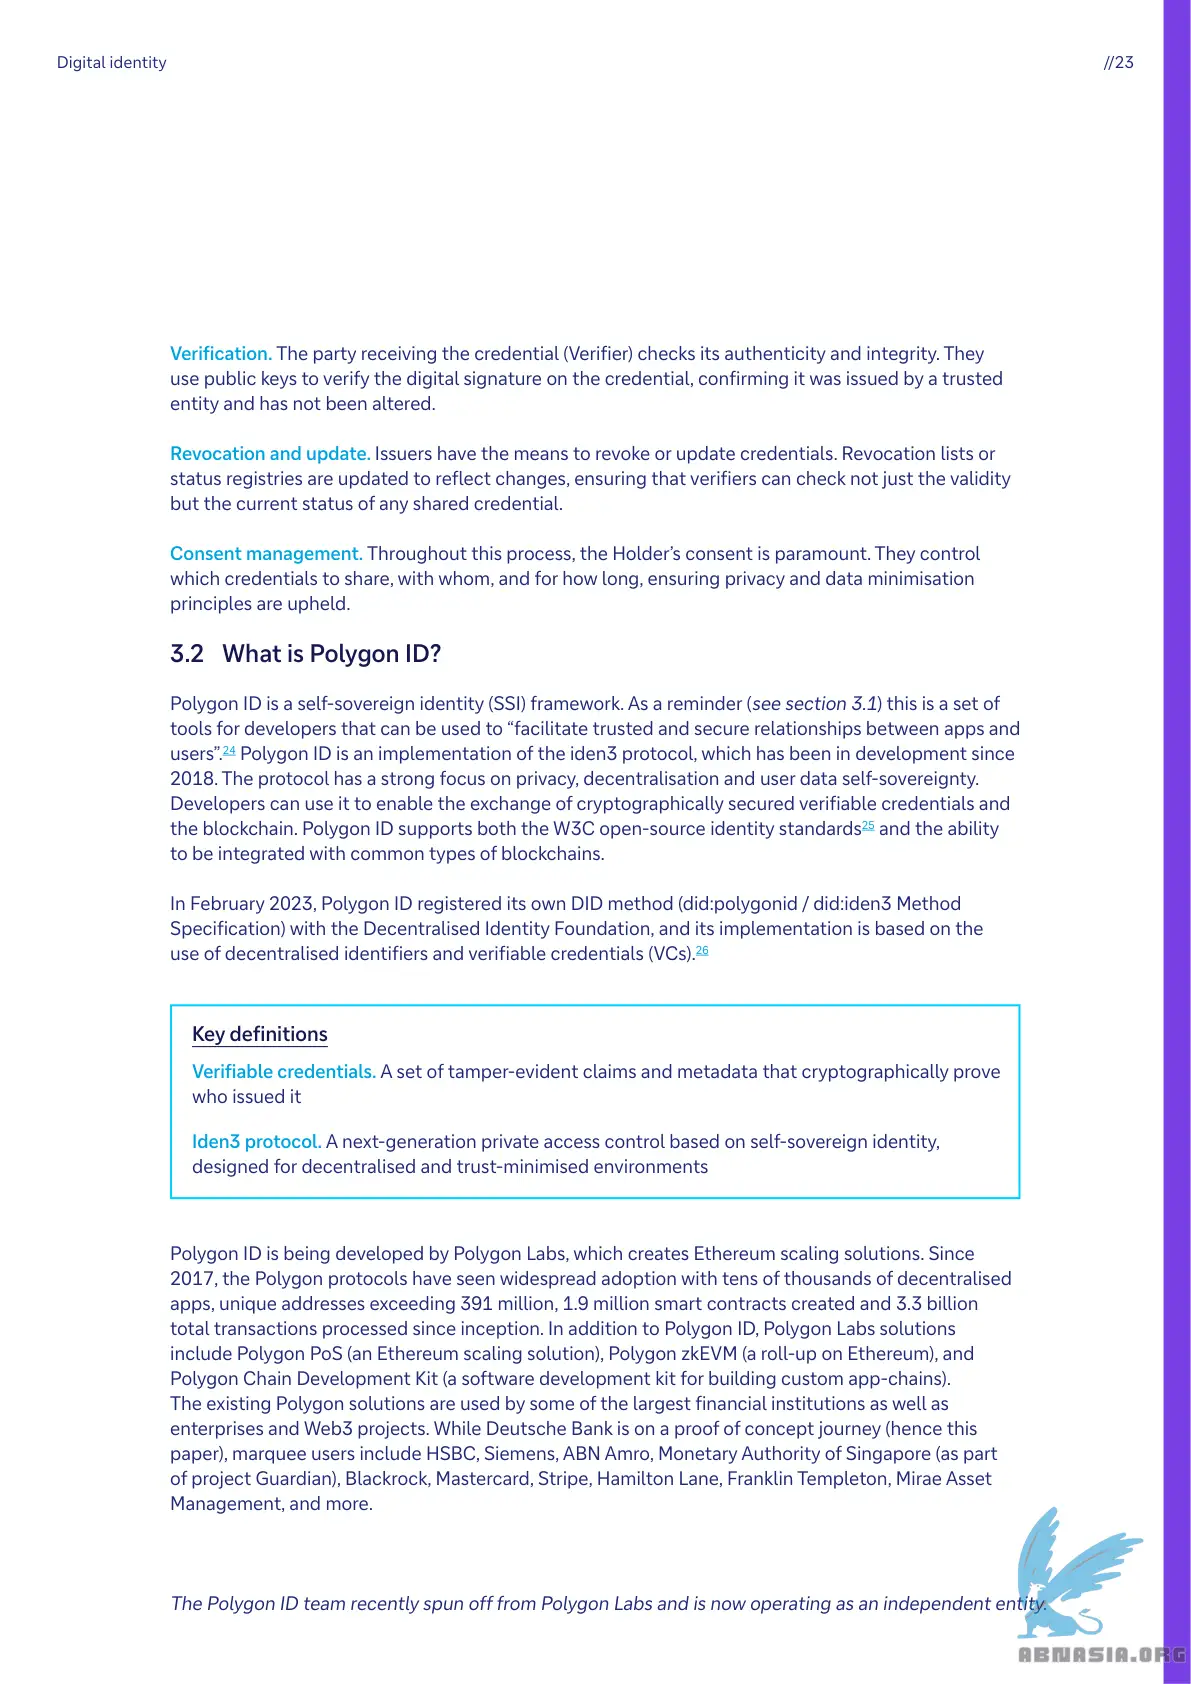 Digital identity
//23
Verification. The party receiving the credential (Verifier) checks its authenticity and integrity. They
use public keys to verify the digital signature on the credential, confirming it was issued by a trusted
entity and has not been altered.
Revocation and update. Issuers have the means to revoke or update credentials. Revocation lists or
status registries are updated to reflect changes, ensuring that verifiers can check not just the validity
but the current status of any shared credential.
Consent management. Throughout this process, the Holder’s consent is paramount. They control
which credentials to share, with whom, and for how long, ensuring privacy and data minimisation
principles are upheld.
3.2 What is Polygon ID?
Polygon ID is a self-sovereign identity (SSI) framework. As a reminder (see section 3.1) this is a set of
tools for developers that can be used to “facilitate trusted and secure relationships between apps and
users”.24 Polygon ID is an implementation of the iden3 protocol, which has been in development since
2018. The protocol has a strong focus on privacy, decentralisation and user data self-sovereignty.
Developers can use it to enable the exchange of cryptographically secured verifiable credentials and
the blockchain. Polygon ID supports both the W3C open-source identity standards25 and the ability
to be integrated with common types of blockchains.
In February 2023, Polygon ID registered its own DID method (did:polygonid / did:iden3 Method
Specification) with the Decentralised Identity Foundation, and its implementation is based on the
use of decentralised identifiers and verifiable credentials (VCs).26
Key definitions
Verifiable credentials. A set of tamper-evident claims and metadata that cryptographically prove
who issued it
Iden3 protocol. A next-generation private access control based on self-sovereign identity,
designed for decentralised and trust-minimised environments
Polygon ID is being developed by Polygon Labs, which creates Ethereum scaling solutions. Since
2017, the Polygon protocols have seen widespread adoption with tens of thousands of decentralised
apps, unique addresses exceeding 391 million, 1.9 million smart contracts created and 3.3 billion
total transactions processed since inception. In addition to Polygon ID, Polygon Labs solutions
include Polygon PoS (an Ethereum scaling solution), Polygon zkEVM (a roll-up on Ethereum), and
Polygon Chain Development Kit (a software development kit for building custom app-chains).
The existing Polygon solutions are used by some of the largest financial institutions as well as
enterprises and Web3 projects. While Deutsche Bank is on a proof of concept journey (hence this
paper), marquee users include HSBC, Siemens, ABN Amro, Monetary Authority of Singapore (as part
of project Guardian), Blackrock, Mastercard, Stripe, Hamilton Lane, Franklin Templeton, Mirae Asset
Management, and more.
The Polygon ID team recently spun off from Polygon Labs and is now operating as an independent entity.
ABNASIA.ORG